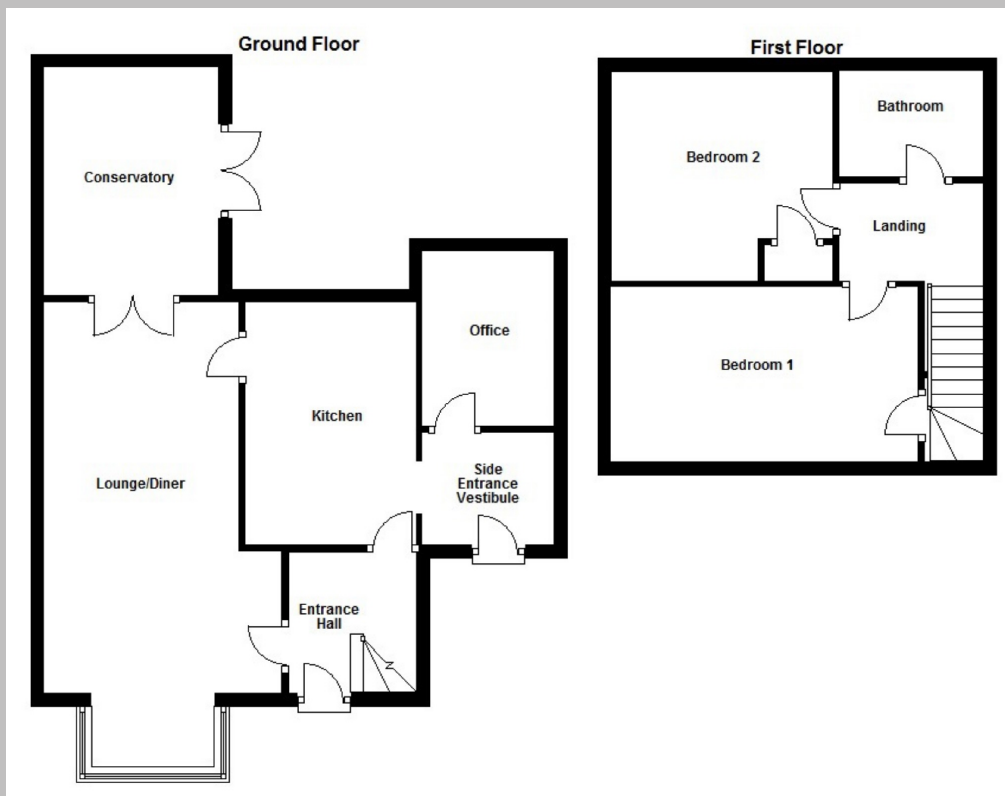 Ground Floor
Conservatory
Office
Kitchen
Side
Entrance
Vestibule
Lounge/Diner
Entrance
Hall
First Floor
Bathroom
Bedroom 2
Landing
Bedroom 1